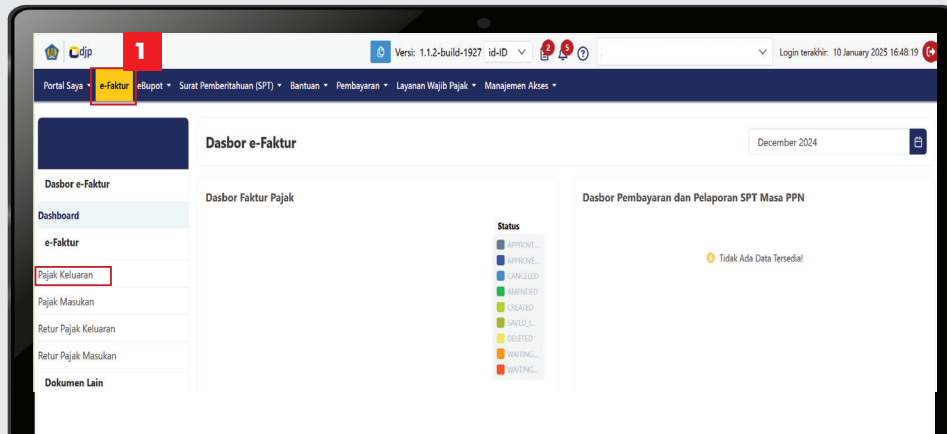 djp
1
Versi: 1.1.2-build-1927
id-ID
2
5
Login terakhir: 10 January 2025 16:48:19
Portal Saya
e-Faktur
eBupot
Surat Pemberitahuan (SPT)
Bantuan
Pembayaran
Layanan Wajib Pajak
Manajemen Akses
Dasbor e-Faktur
December 2024
Dasbor e-Faktur
Dashboard
e-Faktur
Pajak Keluaran
Pajak Masukan
Retur Pajak Keluaran
Retur Pajak Masukan
Dokumen Lain
Dasbor Faktur Pajak
Status
APPROVE...
APPROVE...
CANCELED
AMENDED
CREATED
SAVED_I...
DELETED
WAITING...
WAITING...
Dasbor Pembayaran dan Pelaporan SPT Masa PPN
Tidak Ada Data Tersedia!